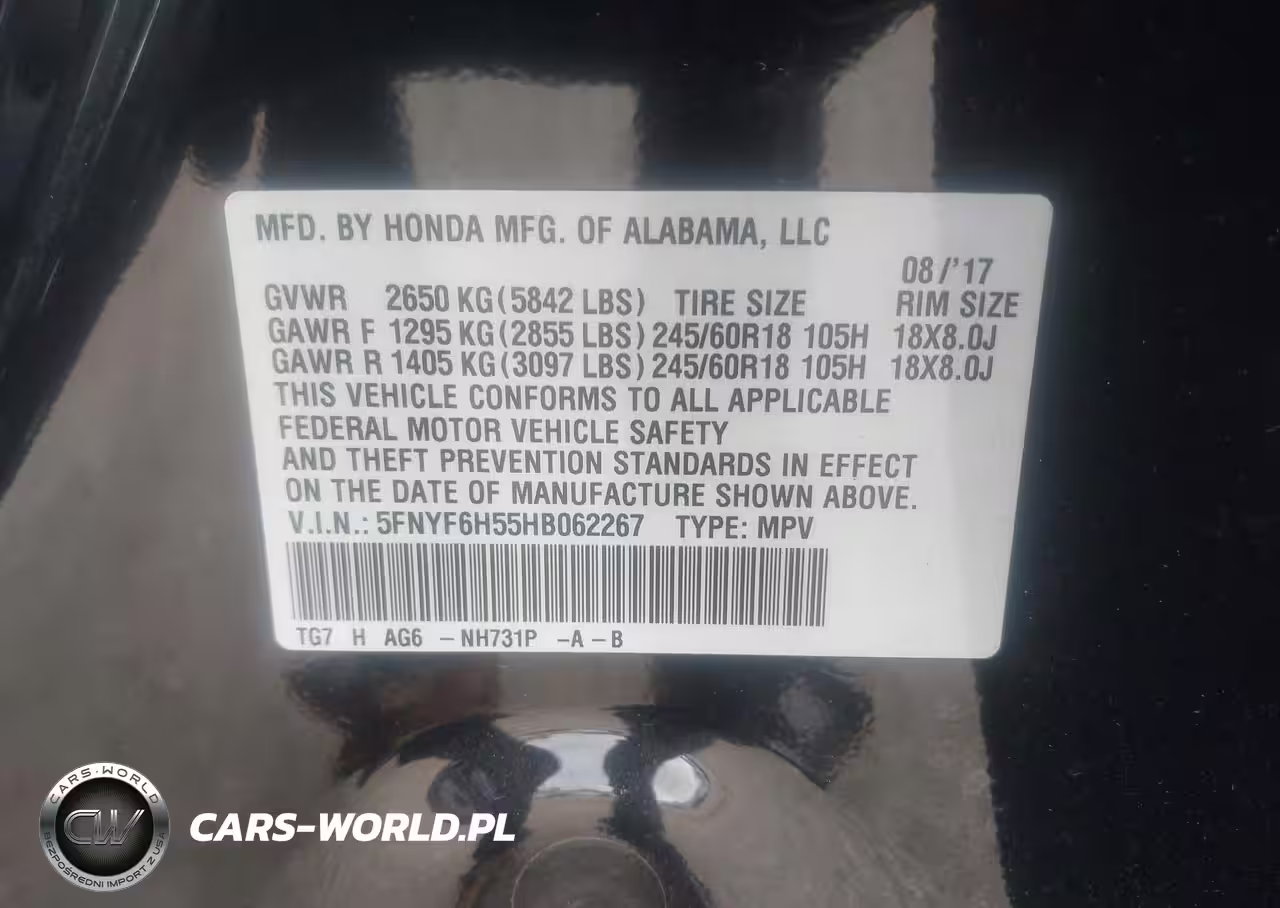 MFD. BY HONDA MFG. OF ALABAMA, LLC
08/'17
GVWR 2650 KG(5842 LBS) TIRE SIZE RIM SIZE
GAWR F 1295 KG(2855 LBS) 245/60R18 105H 18X8.0J
GAWR R 1405 KG(3097 LBS) 245/60R18 105H 18X8.0J
THIS VEHICLE CONFORMS TO ALL APPLICABLE
FEDERAL MOTOR VEHICLE SAFETY
AND THEFT PREVENTION STANDARDS IN EFFECT
ON THE DATE OF MANUFACTURE SHOWN ABOVE.
V.I.N.: 5FNYF6H55HB062267 TYPE: MPV
TG7 H AG6 -NH731P -A-B
CARS-WORLD
CW
BEZPOŚREDNI IMPORT Z USA
CARS-WORLD.PL